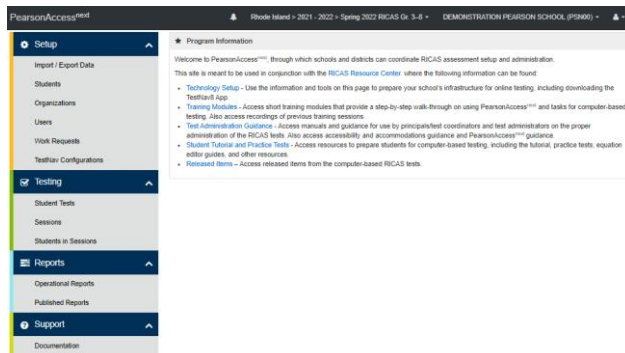 PearsonAccessnext
Rhode Island > 2021 - 2022 > Spring 2022 RICAS Gr. 3–8
DEMONSTRATION PEARSON SCHOOL (PSN00)
Setup
Import / Export Data
Students
Organizations
Users
Work Requests
TestNav Configurations
Testing
Student Tests
Sessions
Students in Sessions
Reports
Operational Reports
Published Reports
Support
Documentation
Program Information
Welcome to PearsonAccessnext, through which schools and districts can coordinate RICAS assessment setup and administration.
This site is meant to be used in conjunction with the RICAS Resource Center where the following information can be found:
• Technology Setup - Use the information and tools on this page to prepare your school's infrastructure for online testing, including downloading the
TestNav8 App.
• Training Modules - Access short training modules that provide a step-by-step walk-through on using PearsonAccessnext and tasks for computer-based
testing. Also access recordings of previous training sessions.
• Test Administration Guidance - Access manuals and guidance for use by principals/test coordinators and test administrators on the proper
administration of the RICAS tests. Also access accessibility and accommodations guidance and PearsonAccessnext guidance.
• Student Tutorial and Practice Tests - Access resources to prepare students for computer-based testing, including the tutorial, practice tests, equation
editor guides, and other resources.
• Released Items – Access released items from the computer-based RICAS tests.